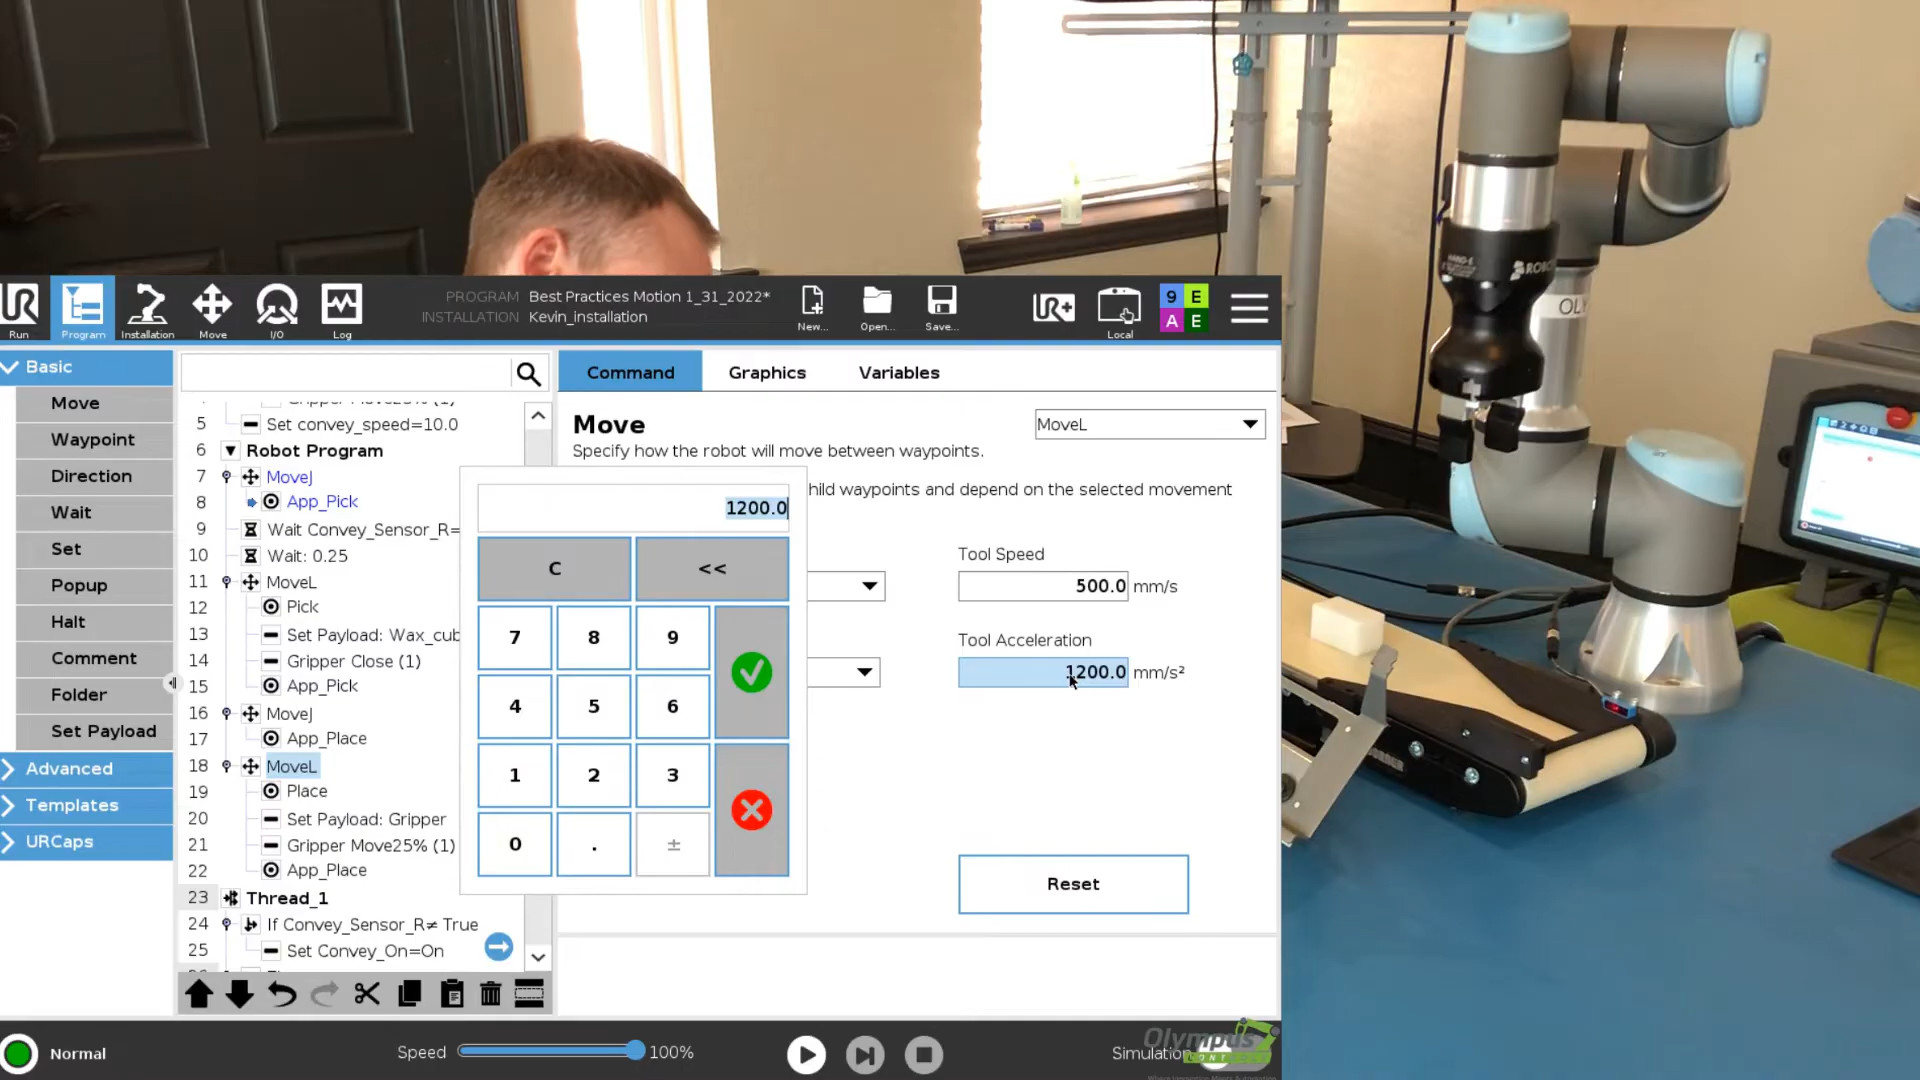 ROBO
OLY
UR
Run
Program
Installation
Move
I/O
Log
PROGRAM Best Practices Motion 1_31_2022*
INSTALLATION Kevin_installation
New...
Open...
Save...
UR+
Local
9 E
A E
Basic
Move
Waypoint
Direction
Wait
Set
Popup
Halt
Comment
Folder
Set Payload
Advanced
Templates
URCaps
5 Set convey_speed=10.0
6 Robot Program
7 MoveJ
8 App_Pick
9 Wait Convey_Sensor_R=
10 Wait: 0.25
11 MoveL
12 Pick
13 Set Payload: Wax_cub
14 Gripper Close (1)
15 App_Pick
16 MoveJ
17 App_Place
18 MoveL
19 Place
20 Set Payload: Gripper
21 Gripper Move25% (1)
22 App_Place
23 Thread_1
24 If Convey_Sensor_R≠ True
25 Set Convey_On=On
Command Graphics Variables
Move
MoveL
Specify how the robot will move between waypoints.
hild waypoints and depend on the selected movement
Tool Speed
500.0 mm/s
Tool Acceleration
1200.0 mm/s²
Reset
1200.0
C <<
7 8 9
4 5 6
1 2 3
0 . ±
Normal
Speed 100%
Simulation
Olympus
CONTROLS